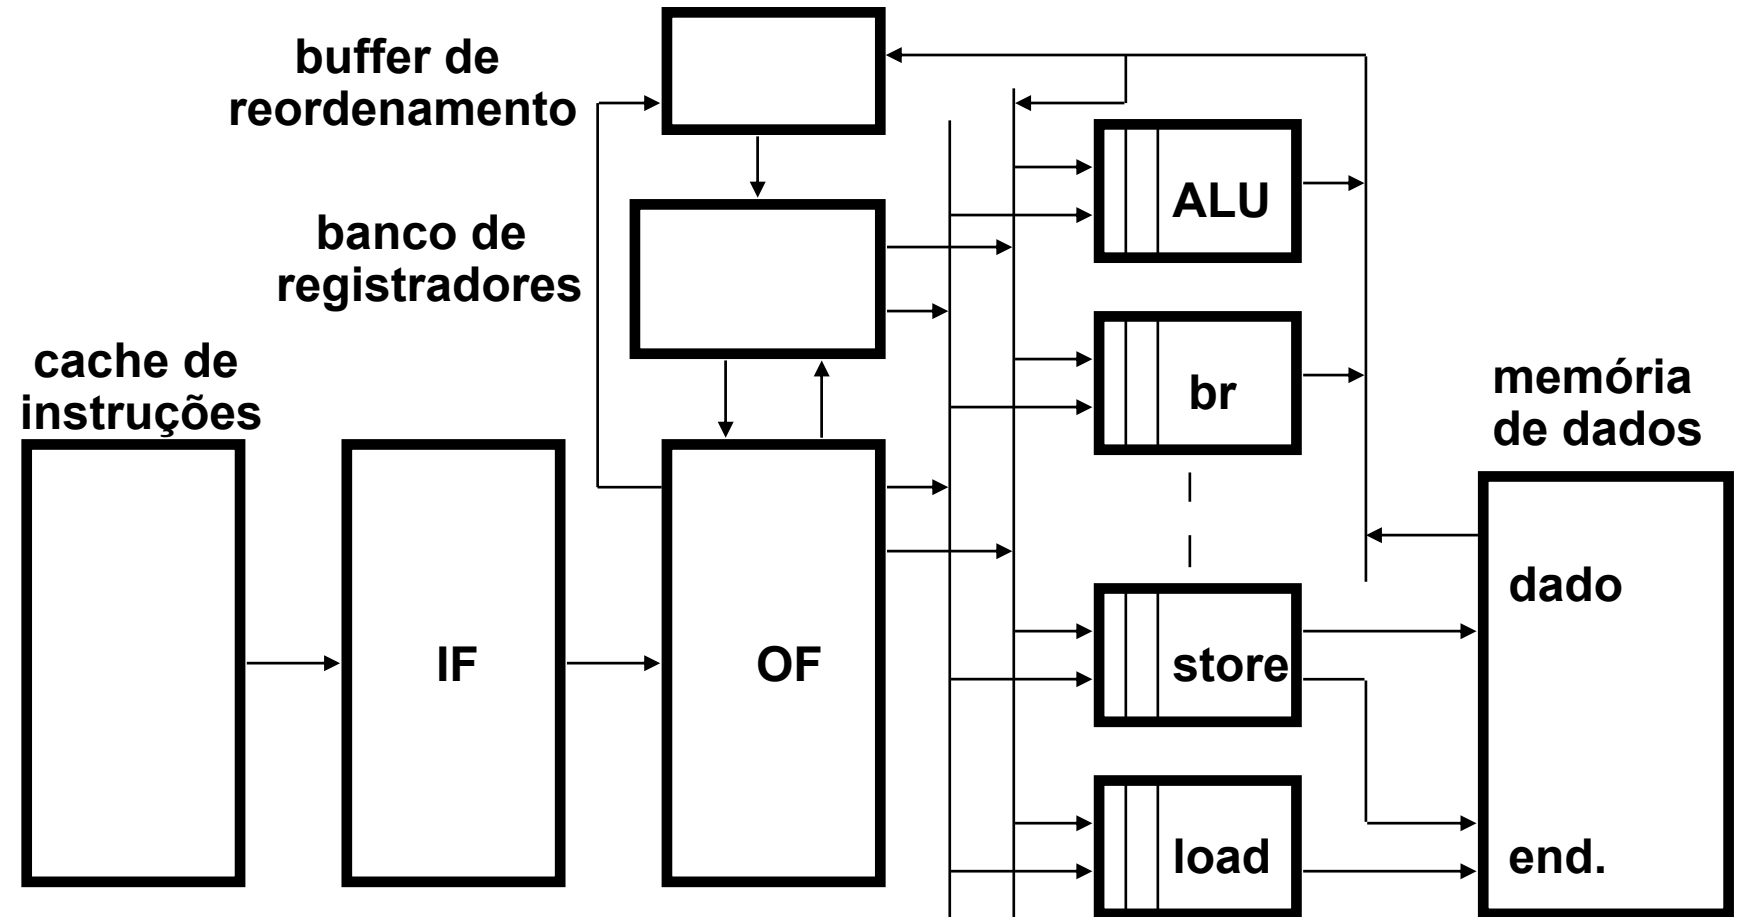 buffer de
reordenamento
ALU
banco de
registradores
cache de
instruções
br
memória
de dados
dado
IF
OF
store
load
end.